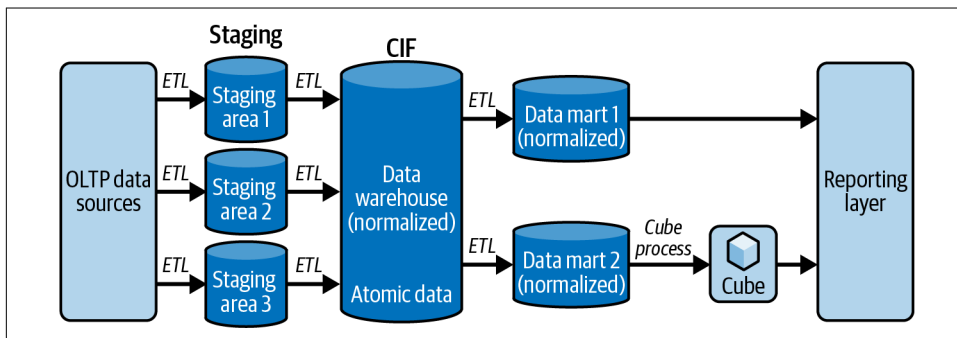 Staging
CIF
OLTP data
sources
ETL
Staging
area 1
ETL
ETL
Staging
area 2
ETL
ETL
Staging
area 3
ETL
Data
warehouse
(normalized)
Atomic data
ETL
Data mart 1
(normalized)
ETL
Data mart 2
(normalized)
Cube
process
Cube
Reporting
layer